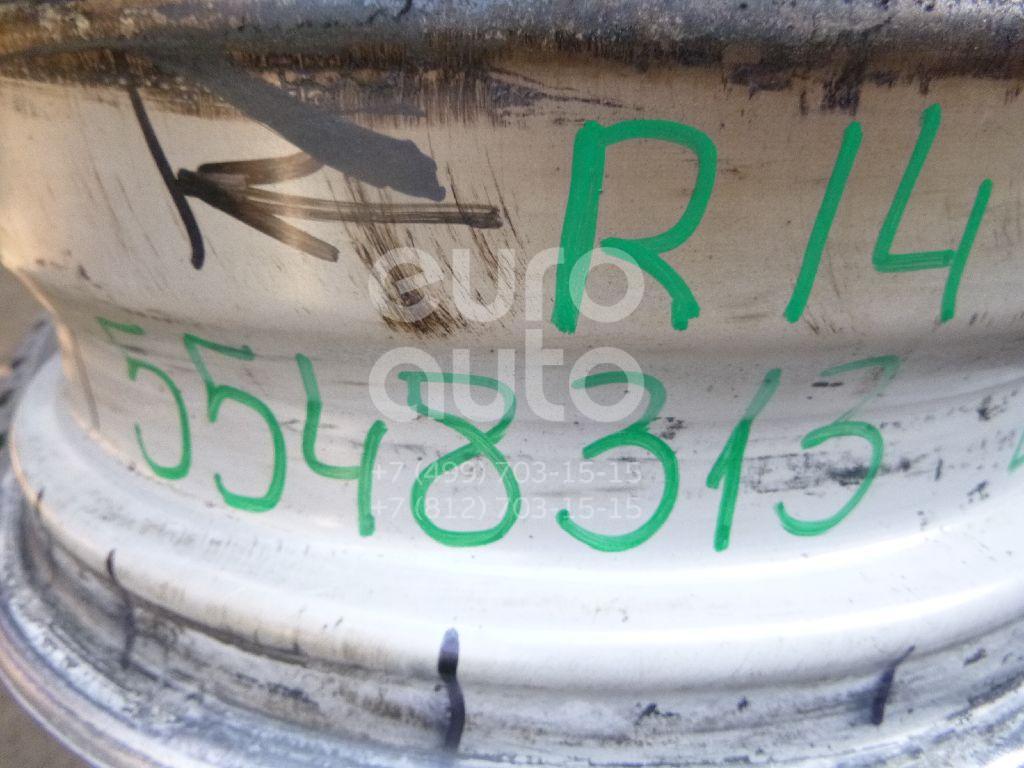 R14
5548313
euro
auto
+7 (499) 703-15-15
+7 (812) 703-15-15